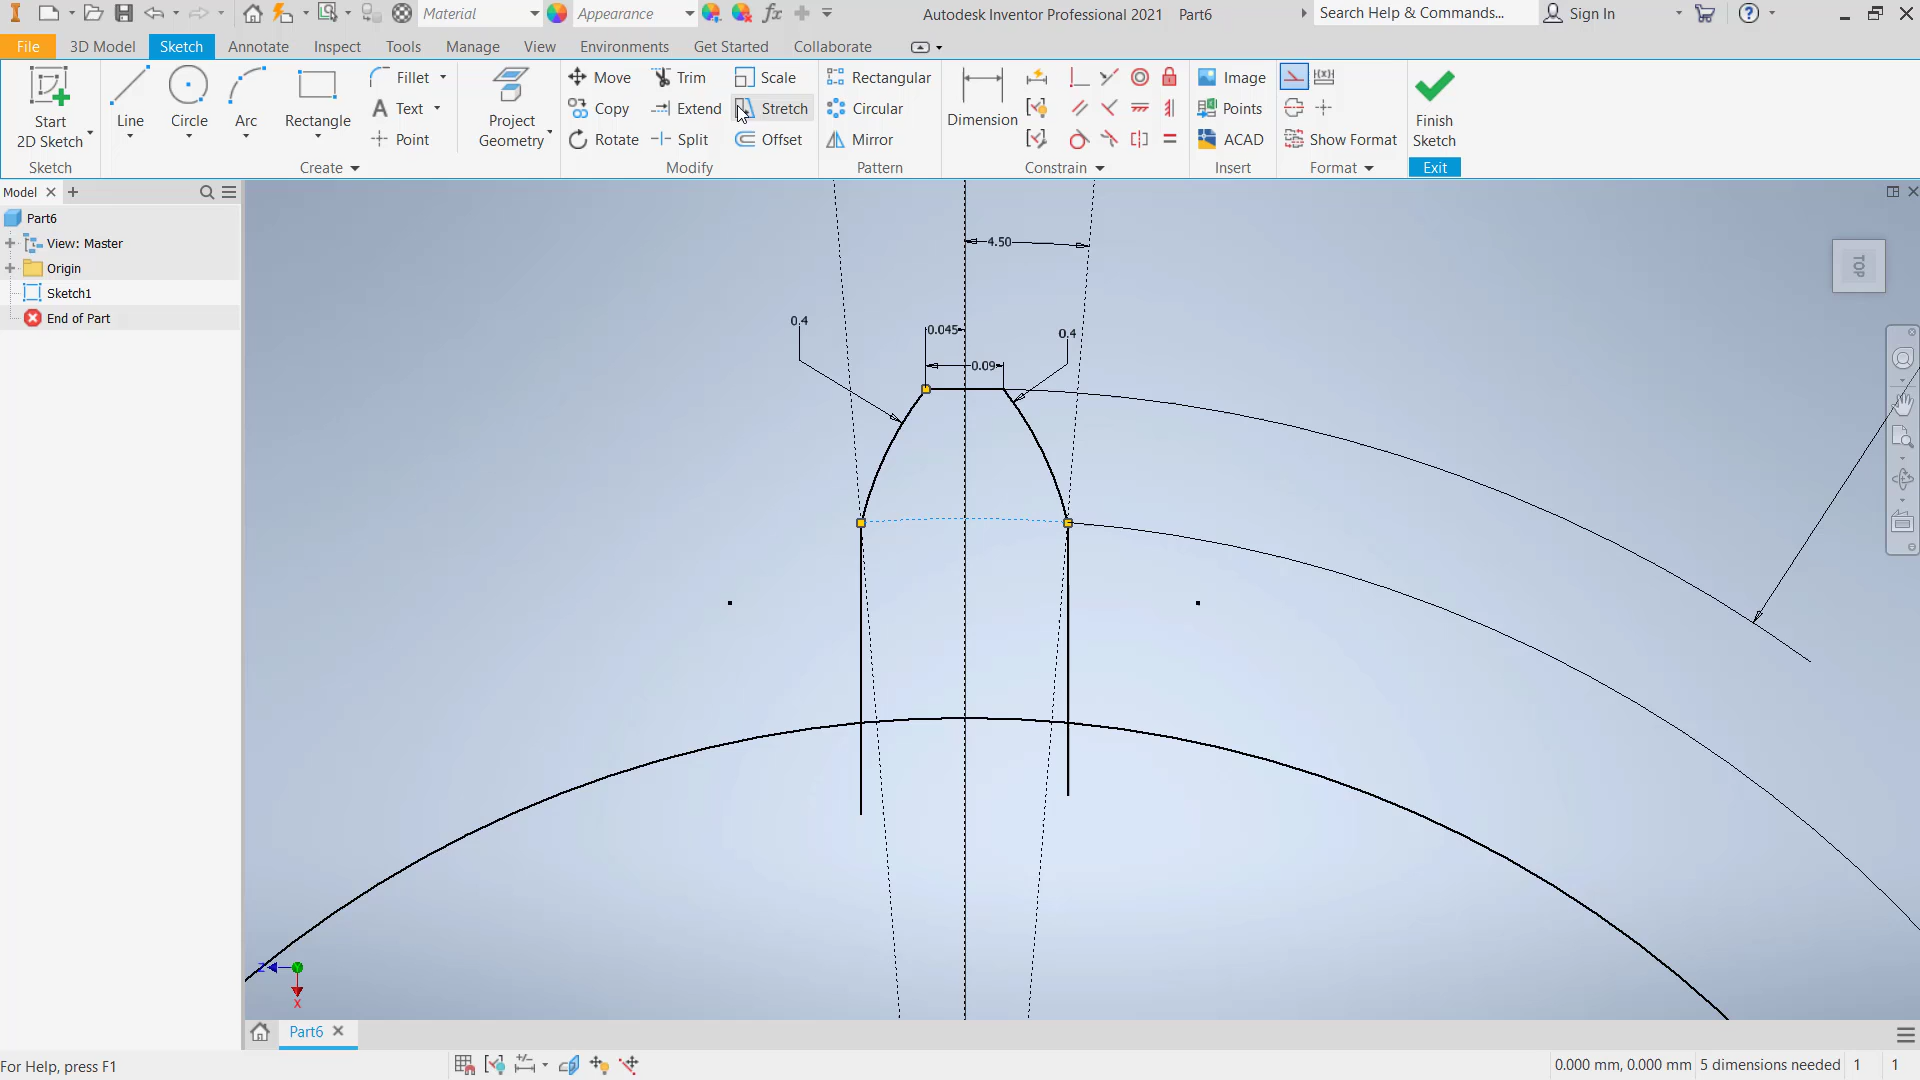 Material
Appearance
Autodesk Inventor Professional 2021 Part6
Search Help & Commands...
Sign In
File
3D Model
Sketch
Annotate
Inspect
Tools
Manage
View
Environments
Get Started
Collaborate
Start
2D Sketch
Line
Circle
Arc
Rectangle
Fillet
Text
Point
Project
Geometry
Move
Copy
Rotate
Trim
Extend
Split
Scale
Stretch
Offset
Rectangular
Circular
Mirror
Dimension
Image
Points
ACAD
Show Format
Finish
Sketch
Sketch
Create
Modify
Pattern
Constrain
Insert
Format
Exit
Model
Part6
View: Master
Origin
Sketch1
End of Part
4.50
0.4
0.045
0.4
0.09
TOP
Z
X
Part6
For Help, press F1
0.000 mm, 0.000 mm
5 dimensions needed
1
1